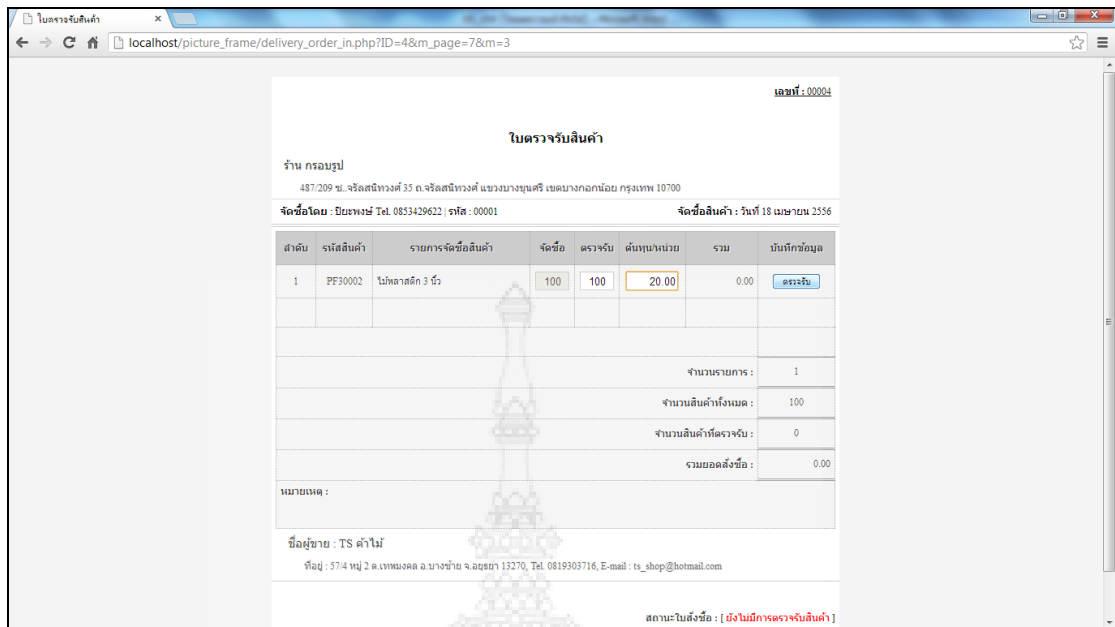 ใบตรวจรับสินค้า
localhost/picture_frame/delivery_order_in.php?ID=4&m_page=7&m=3
เลขที่ : 00004
ใบตรวจรับสินค้า
ร้าน กรอบรูป
487/209 ซ..จรัลสนิทวงศ์ 35 ถ.จรัลสนิทวงศ์ แขวงบางขุนศรี เขตบางกอกน้อย กรุงเทพ 10700
จัดซื้อโดย : ปิยะพงษ์ Tel. 0853429622 | รหัส : 00001 จัดซื้อสินค้า : วันที่ 18 เมษายน 2556
ลำดับ รหัสสินค้า รายการจัดซื้อสินค้า จัดซื้อ ตรวจรับ ต้นทุน/หน่วย รวม บันทึกข้อมูล
1 PF30002 ไม้พลาสติก 3 นิ้ว 100 100 20.00 0.00 ตรวจรับ
จำนวนรายการ : 1
จำนวนสินค้าทั้งหมด : 100
จำนวนสินค้าที่ตรวจรับ : 0
รวมยอดสั่งซื้อ : 0.00
หมายเหตุ :
ชื่อผู้ขาย : TS ค้าไม้
ที่อยู่ : 57/4 หมู่ 2 ต.เทพมงคล อ.บางซ้าย จ.อยุธยา 13270, Tel. 0819303716, E-mail : ts_shop@hotmail.com
สถานะใบสั่งซื้อ : [ ยังไม่มีการตรวจรับสินค้า ]